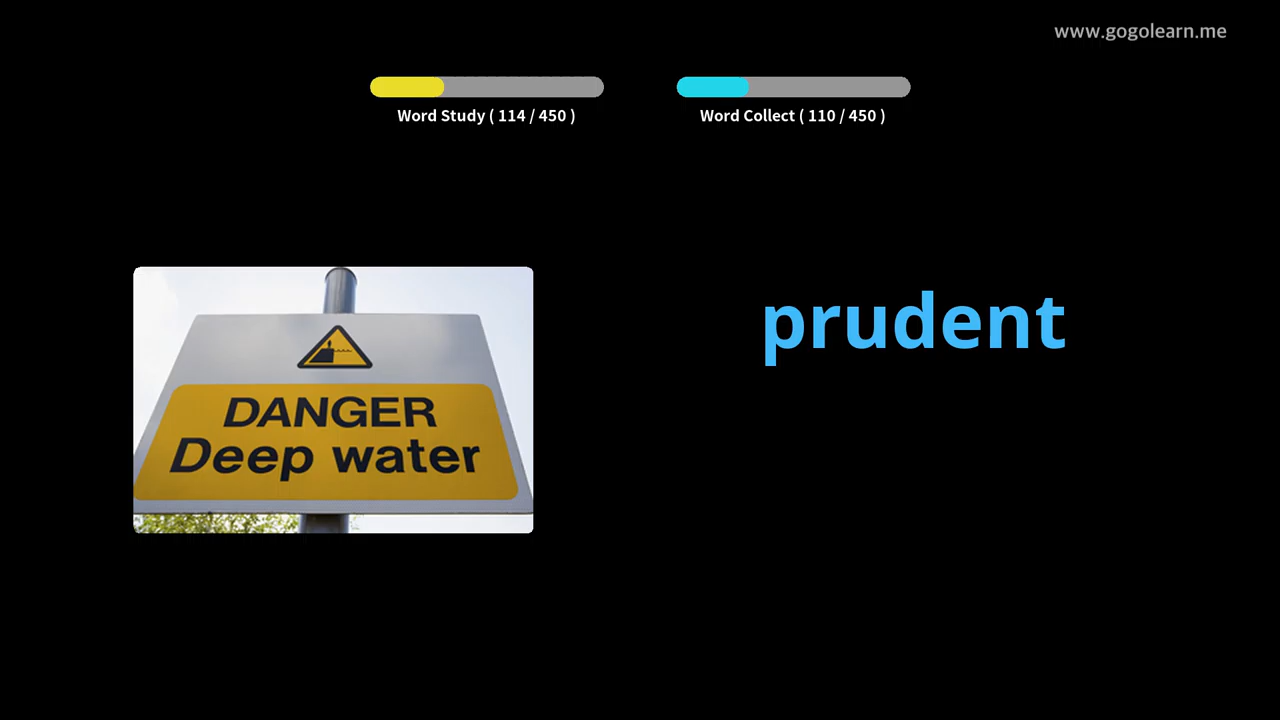 www.gogolearn.me
Word Study ( 114 / 450 )
Word Collect ( 110 / 450 )
DANGER
Deep water
prudent